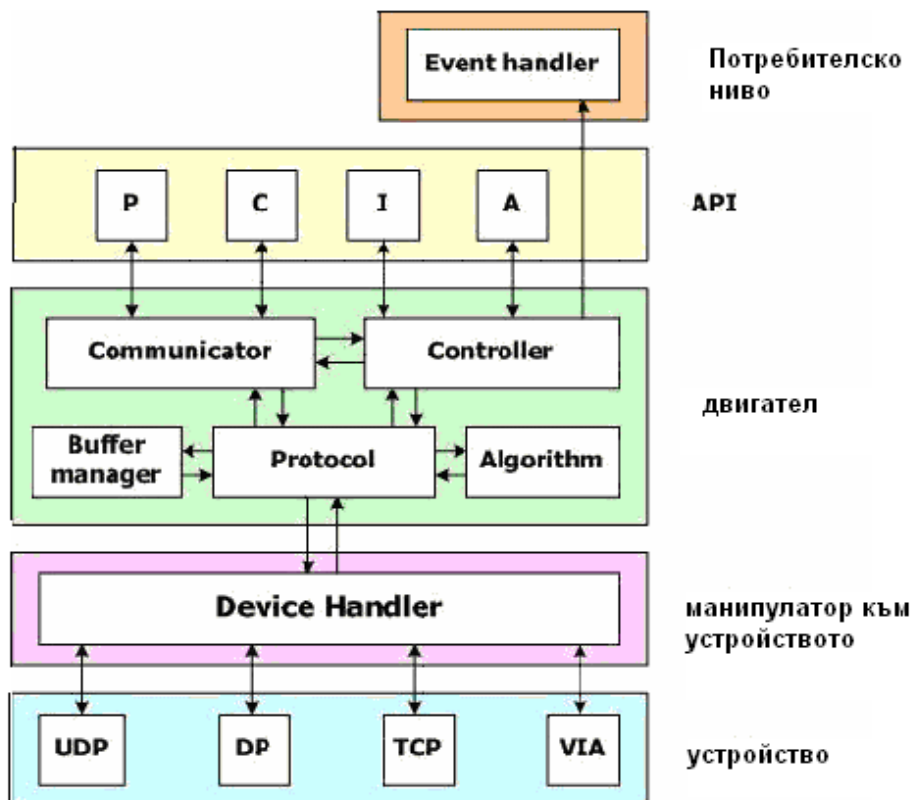 Event handler
Потребителско
ниво
P
C
I
A
API
Communicator
Controller
двигател
Buffer
manager
Protocol
Algorithm
Device Handler
манипулатор към
устройството
UDP
DP
TCP
VIA
устройство